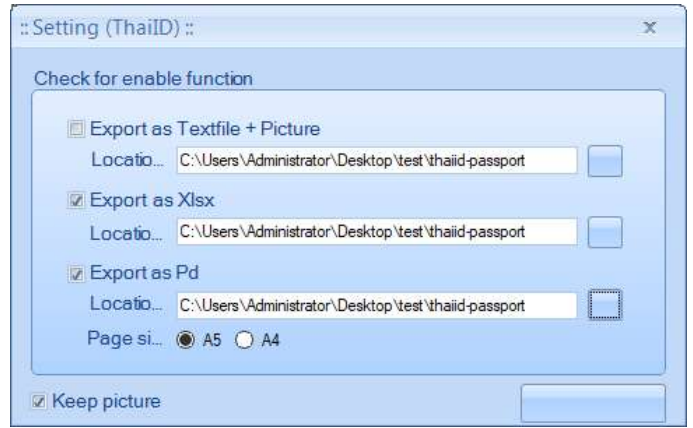 :: Setting (ThaiID) ::
Check for enable function
Export as Textfile + Picture
Locatio... C:\Users\Administrator\Desktop\test\thaiid-passport
Export as Xlsx
Locatio... C:\Users\Administrator\Desktop\test\thaiid-passport
Export as Pd
Locatio... C:\Users\Administrator\Desktop\test\thaiid-passport
Page si... A5 A4
Keep picture